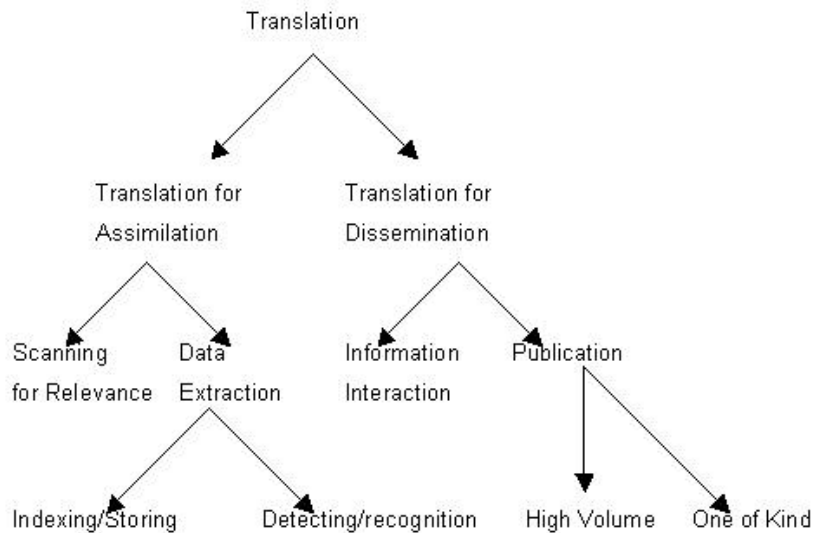 Translation
Translation for
Assimilation
Translation for
Dissemination
Scanning
for Relevance
Data
Extraction
Information
Interaction
Publication
Indexing/Storing
Detecting/recognition
High Volume
One of Kind